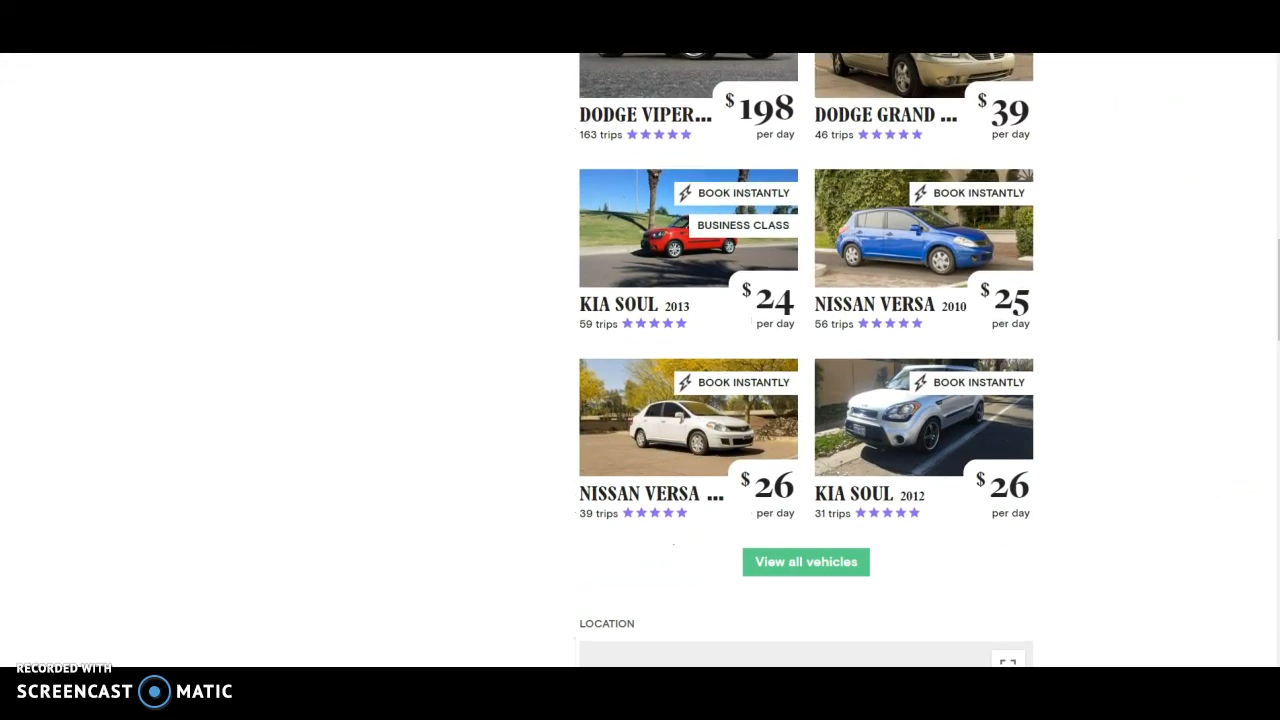 DODGE VIPER... $198
163 trips per day
DODGE GRAND ... $39
46 trips per day
BOOK INSTANTLY
BUSINESS CLASS
KIA SOUL 2013 $24
59 trips per day
BOOK INSTANTLY
NISSAN VERSA 2010 $25
56 trips per day
BOOK INSTANTLY
NISSAN VERSA ... $26
39 trips per day
BOOK INSTANTLY
KIA SOUL 2012 $26
31 trips per day
View all vehicles
LOCATION
RECORDED WITH
SCREENCAST MATIC